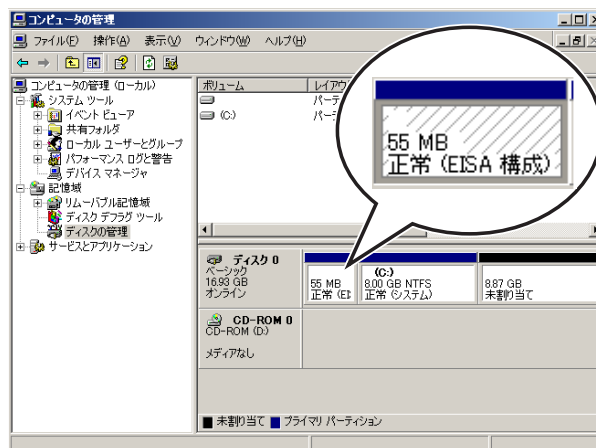 コンピュータの管理
ファイル(F) 操作(A) 表示(V) ウィンドウ(W) ヘルプ(H)
コンピュータの管理 (ローカル)
システム ツール
イベント ビューア
共有フォルダ
ローカル ユーザーとグループ
パフォーマンス ログと警告
デバイス マネージャ
記憶域
リムーバブル記憶域
ディスク デフラグ ツール
ディスクの管理
サービスとアプリケーション
ボリューム レイアウ
パーテ
(C:) パーテ
55 MB
正常 (EISA 構成)
ディスク 0
ベーシック
16.93 GB
オンライン
55 MB
正常 (EI
(C:)
8.00 GB NTFS
正常 (システム)
8.87 GB
未割り当て
CD-ROM 0
CD-ROM (D:)
メディアなし
未割り当て プライマリ パーティション